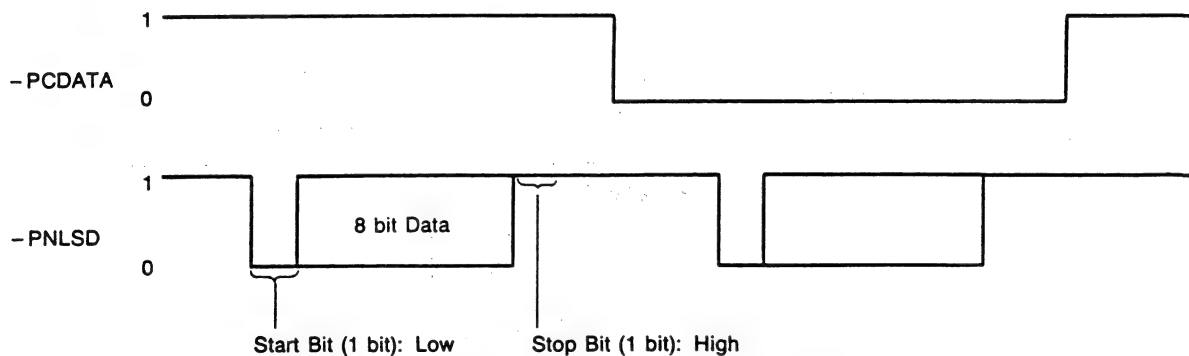 1
–PCDATA
0
1
8 bit Data
–PNLSD
0
Start Bit (1 bit): Low
Stop Bit (1 bit): High